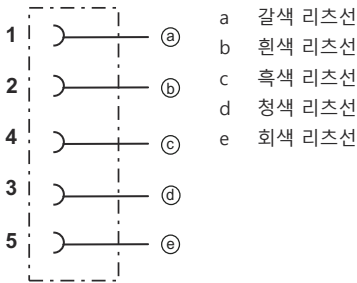 1 ⓐ
2 ⓑ
4 ⓒ
3 ⓓ
5 ⓔ
a 갈색 리츠선
b 흰색 리츠선
c 흑색 리츠선
d 청색 리츠선
e 회색 리츠선